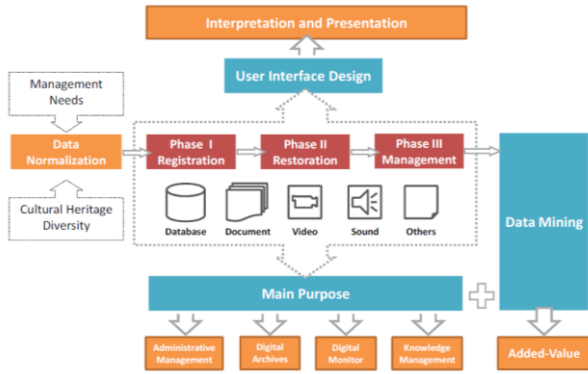 Interpretation and Presentation
User Interface Design
Management
Needs
Data
Normalization
Cultural Heritage
Diversity
Phase I
Registration
Phase II
Restoration
Phase III
Management
Database
Document
Video
Sound
Others
Data Mining
Main Purpose
Administrative
Management
Digital
Archives
Digital
Monitor
Knowledge
Management
Added-Value